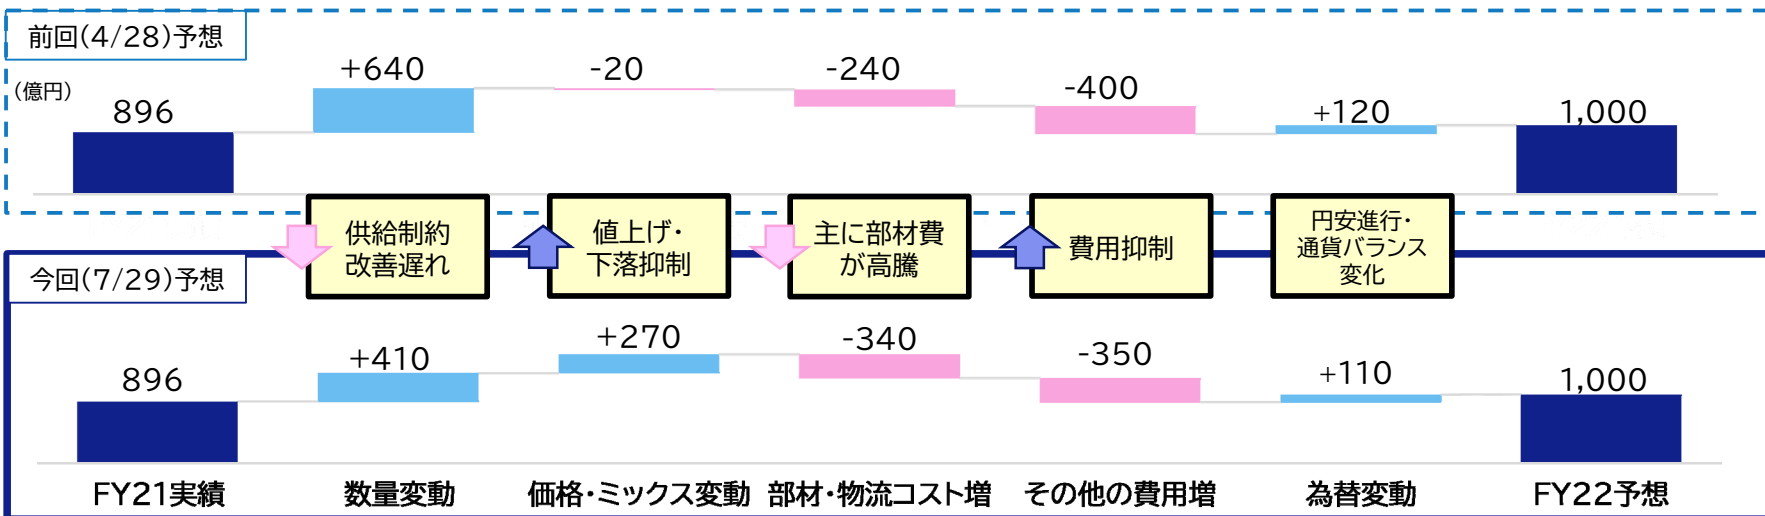 前回(4/28)予想
(億円)
896
+640
-20
-240
-400
+120
1,000
供給制約
改善遅れ
値上げ・
下落抑制
主に部材費
が高騰
費用抑制
円安進行・
通貨バランス
変化
今回(7/29)予想
896
+410
+270
-340
-350
+110
1,000
FY21実績
数量変動
価格・ミックス変動
部材・物流コスト増
その他の費用増
為替変動
FY22予想